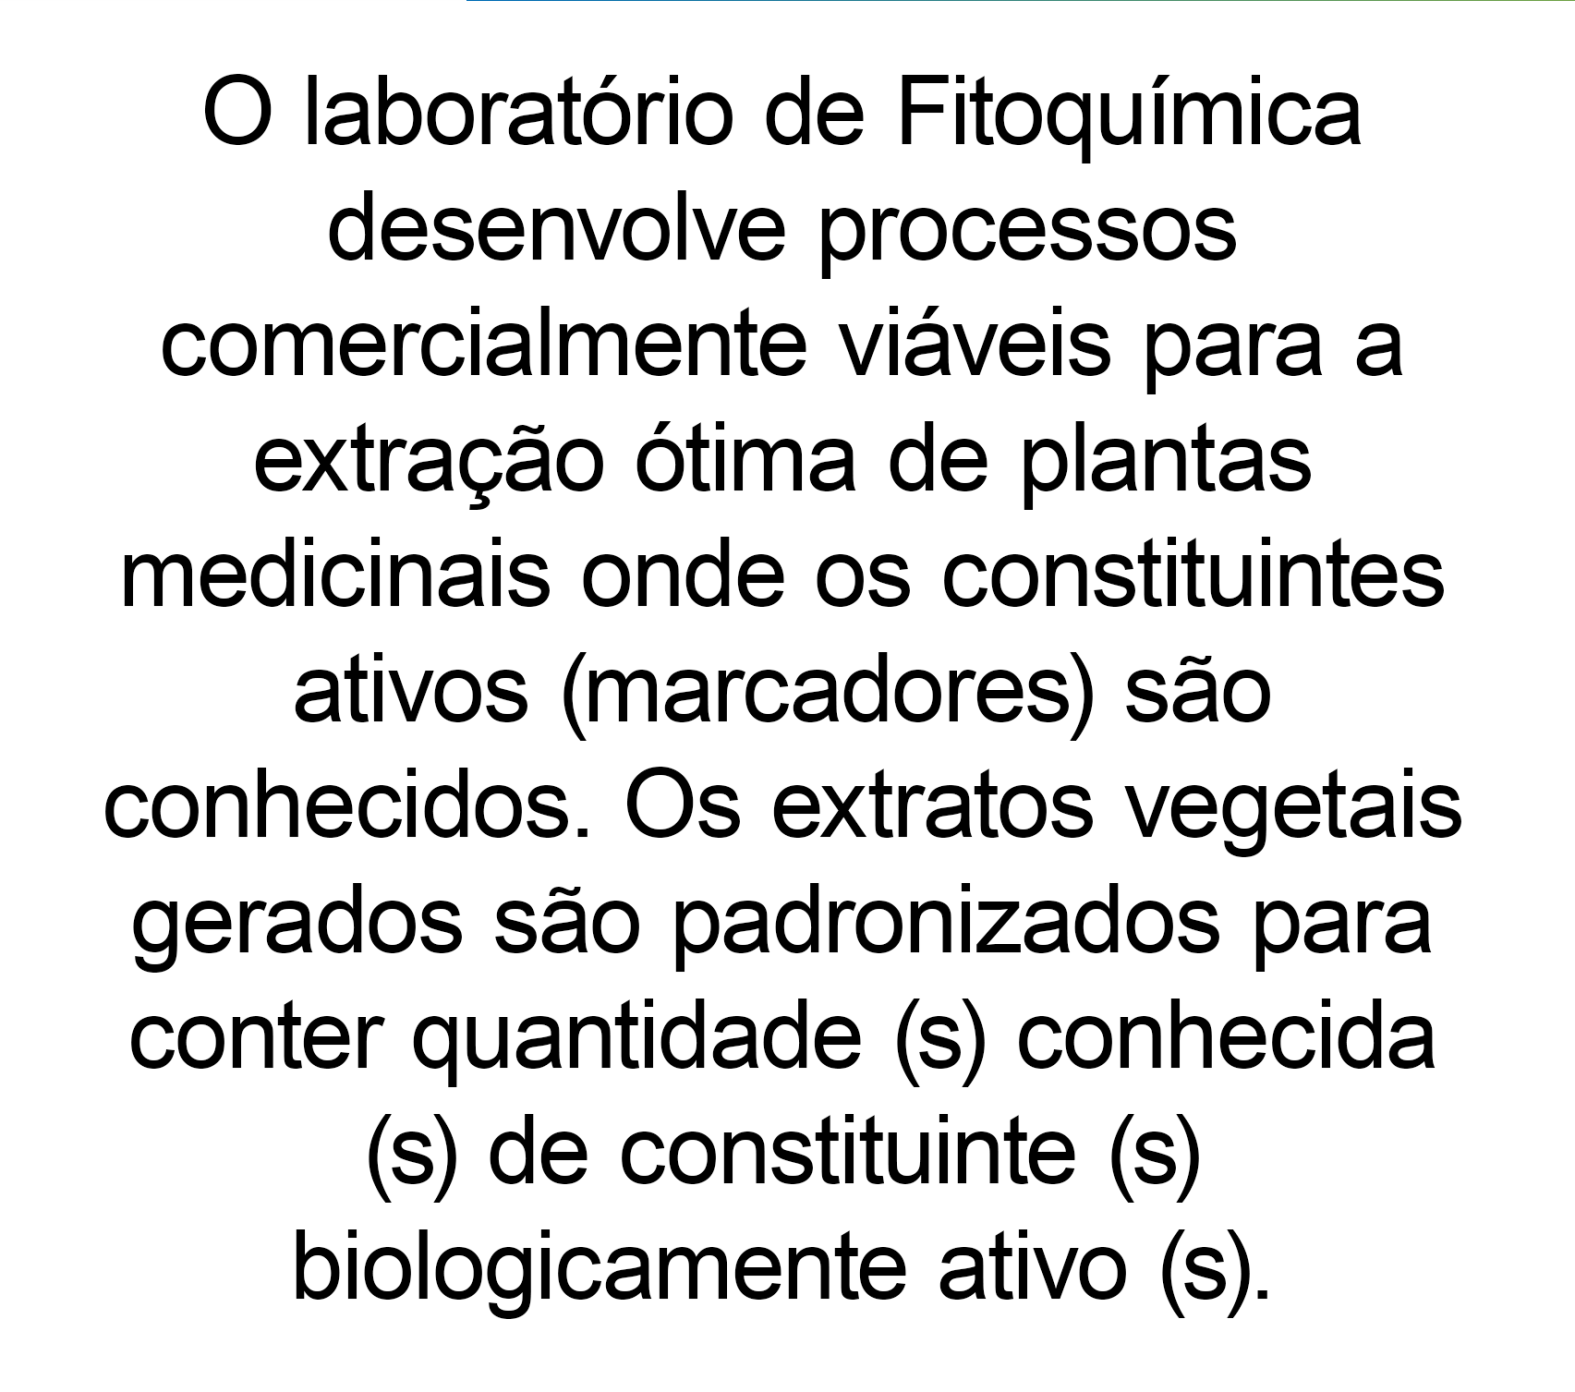 O laboratório de Fitoquímica
desenvolve processos
comercialmente viáveis para a
extração ótima de plantas
medicinais onde os constituintes
ativos (marcadores) são
conhecidos. Os extratos vegetais
gerados são padronizados para
conter quantidade (s) conhecida
(s) de constituinte (s)
biologicamente ativo (s).